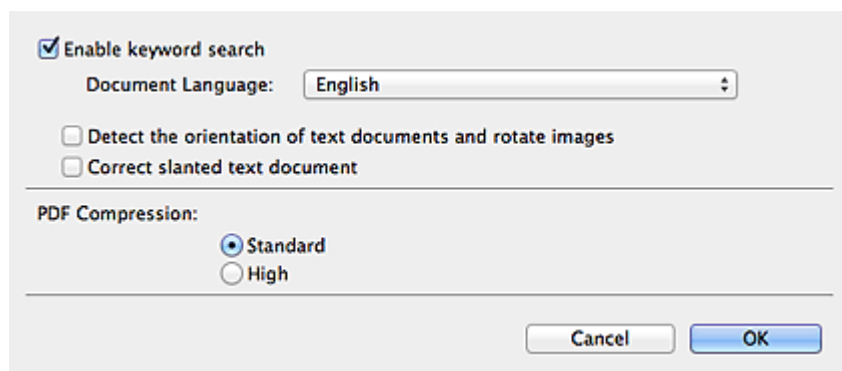 Enable keyword search
Document Language: English
Detect the orientation of text documents and rotate images
Correct slanted text document
PDF Compression:
Standard
High
Cancel OK